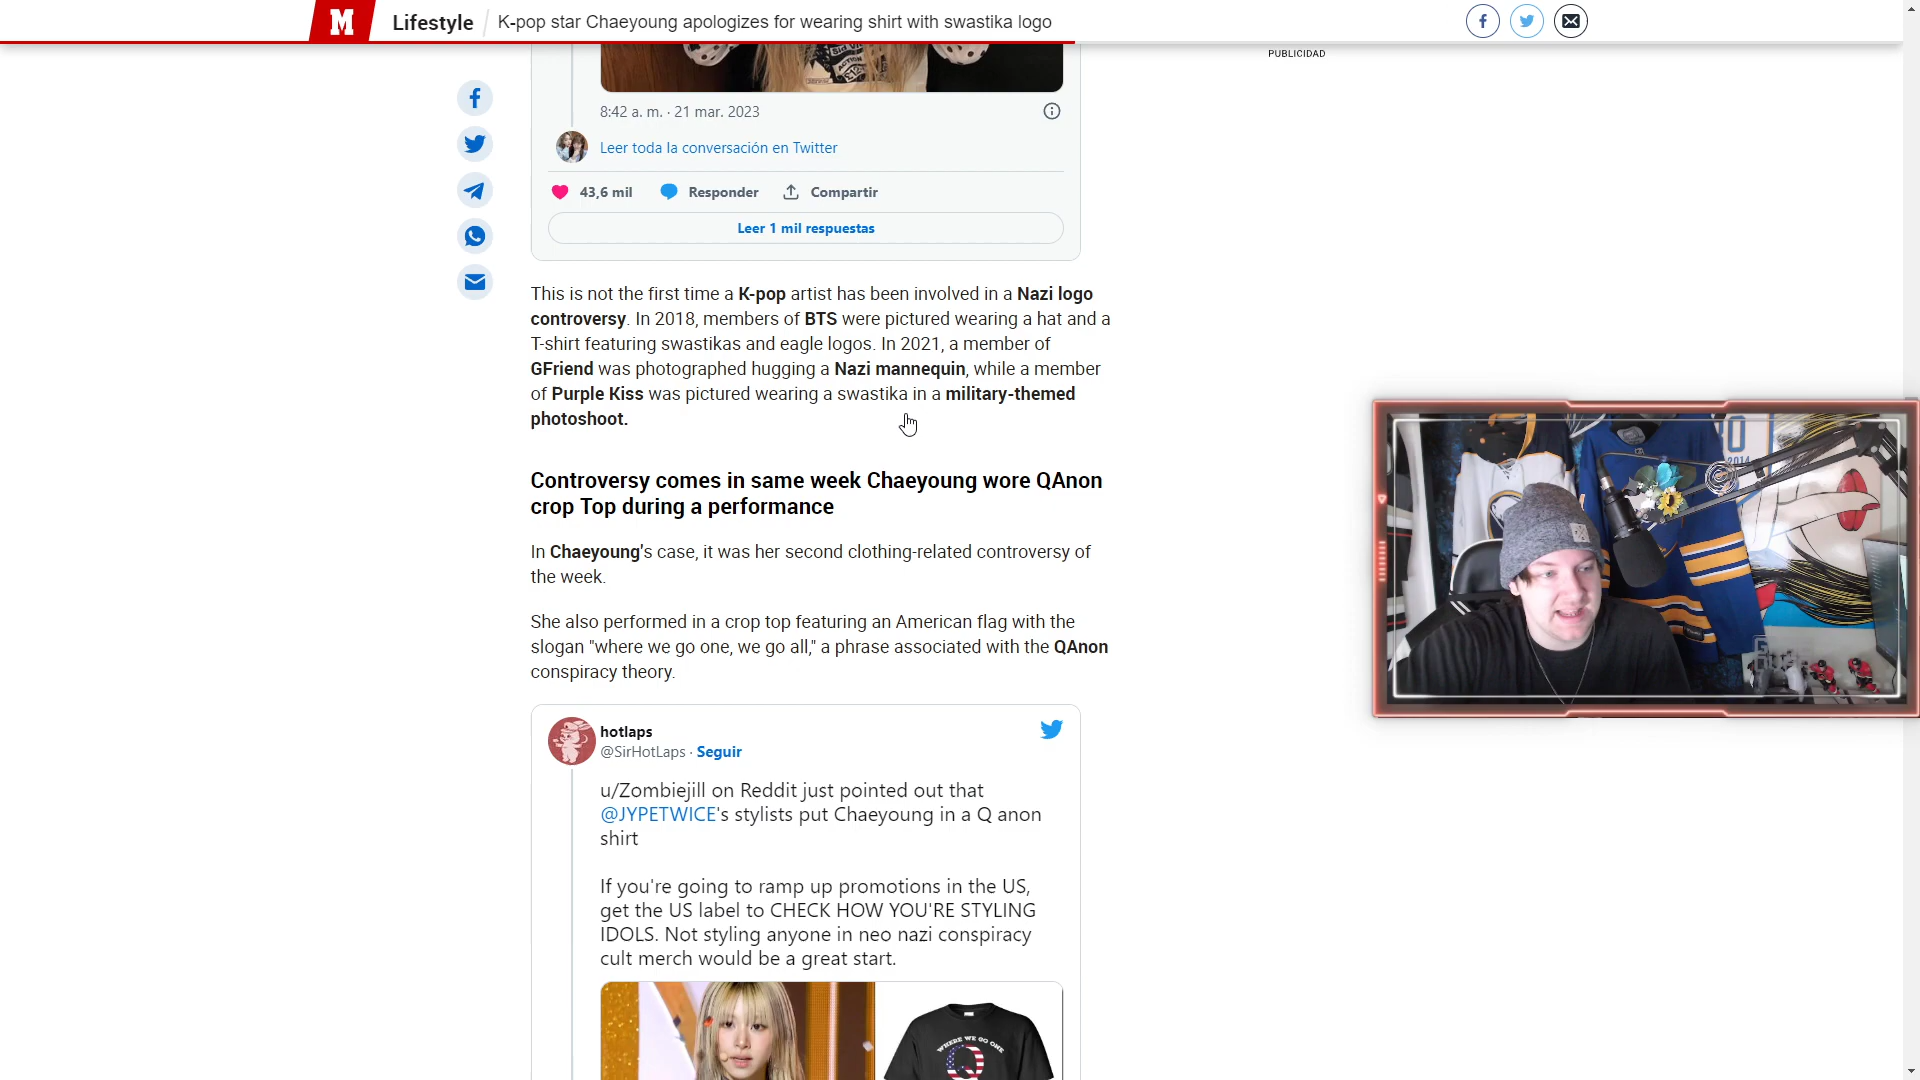 M
Lifestyle
K-pop star Chaeyoung apologizes for wearing shirt with swastika logo
PUBLICIDAD
8:42 a. m. · 21 mar. 2023
Leer toda la conversación en Twitter
43,6 mil
Responder
Compartir
Leer 1 mil respuestas
This is not the first time a K-pop artist has been involved in a Nazi logo
controversy. In 2018, members of BTS were pictured wearing a hat and a
T-shirt featuring swastikas and eagle logos. In 2021, a member of
GFriend was photographed hugging a Nazi mannequin, while a member
of Purple Kiss was pictured wearing a swastika in a military-themed
photoshoot.
Controversy comes in same week Chaeyoung wore QAnon
crop Top during a performance
In Chaeyoung's case, it was her second clothing-related controversy of
the week.
She also performed in a crop top featuring an American flag with the
slogan "where we go one, we go all," a phrase associated with the QAnon
conspiracy theory.
hotlaps
@SirHotLaps · Seguir
u/Zombiejill on Reddit just pointed out that
@JYPETWICE's stylists put Chaeyoung in a Q anon
shirt
If you're going to ramp up promotions in the US,
get the US label to CHECK HOW YOU'RE STYLING
IDOLS. Not styling anyone in neo nazi conspiracy
cult merch would be a great start.
WHERE WE GO ONE